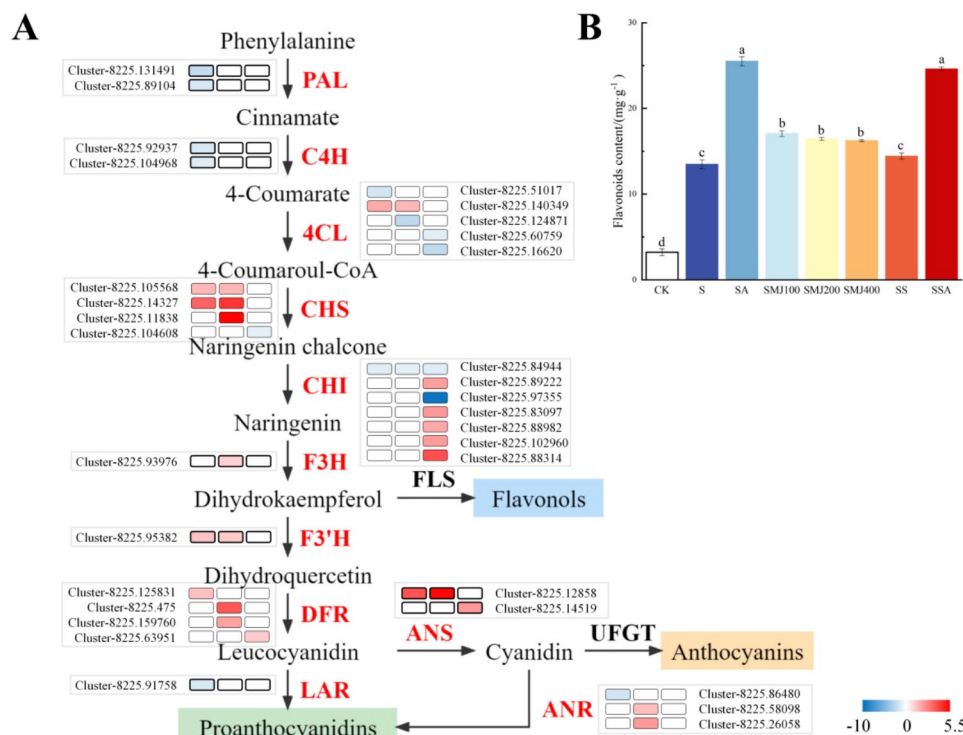 A
Phenylalanine
Cluster-8225.131491
Cluster-8225.89104
PAL
Cinnamate
Cluster-8225.92937
Cluster-8225.104968
C4H
4-Coumarate
Cluster-8225.51017
Cluster-8225.140349
Cluster-8225.124871
Cluster-8225.60759
Cluster-8225.16620
4CL
4-Coumaroul-CoA
Cluster-8225.105568
Cluster-8225.14327
Cluster-8225.11838
Cluster-8225.104608
CHS
Naringenin chalcone
Cluster-8225.84944
Cluster-8225.89222
Cluster-8225.97355
Cluster-8225.83097
Cluster-8225.88982
Cluster-8225.102960
Cluster-8225.88314
CHI
Naringenin
Cluster-8225.93976
F3H
Dihydrokaempferol
FLS
Flavonols
Cluster-8225.95382
F3'H
Dihydroquercetin
Cluster-8225.125831
Cluster-8225.475
Cluster-8225.159760
Cluster-8225.63951
DFR
Cluster-8225.12858
Cluster-8225.14519
Leucocyanidin
ANS
Cyanidin
UFGT
Anthocyanins
Cluster-8225.91758
LAR
Proanthocyanidins
ANR
Cluster-8225.86480
Cluster-8225.58098
Cluster-8225.26058
-10 0 5.5
B
Flavonoids content/(mg·g⁻¹)
30
20
10
0
d c a b b b c a
CK S SA SMJ100 SMJ200 SMJ400 SS SSA